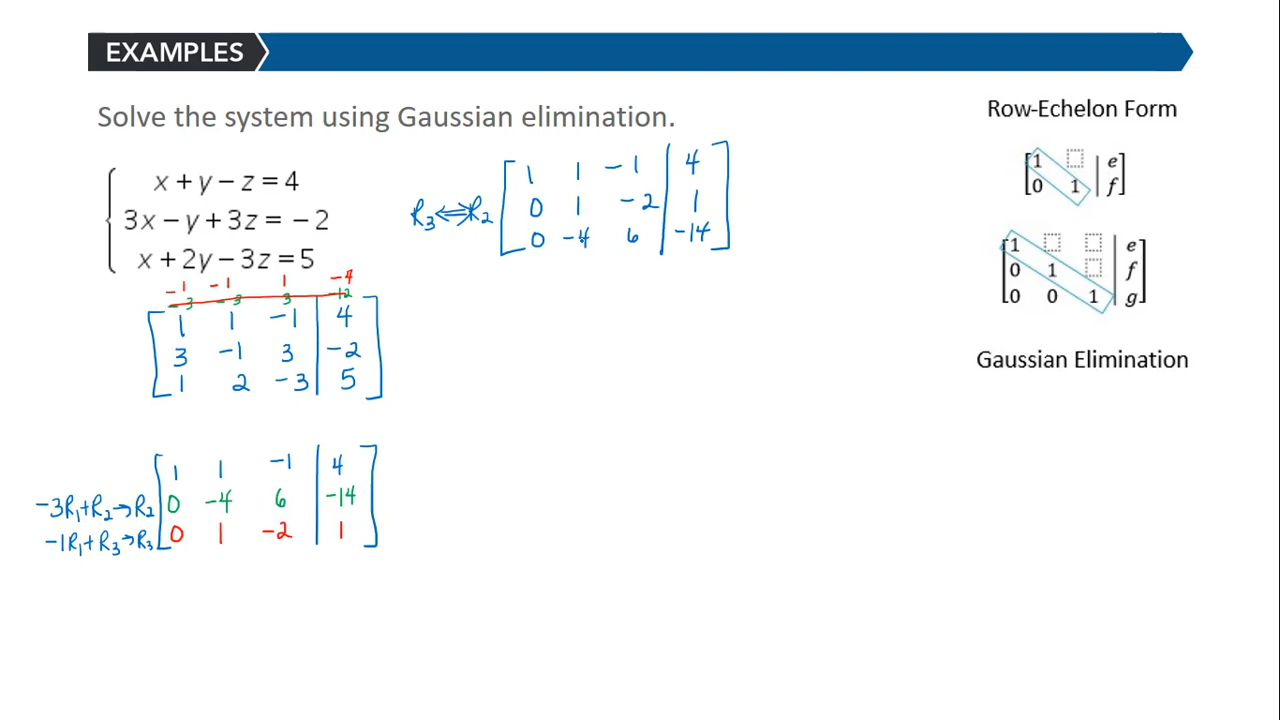 EXAMPLES
Solve the system using Gaussian elimination.
x + y − z = 4
3x − y + 3z = − 2
x + 2y − 3z = 5
R3 ⇔ R2
1 1 −1 | 4
0 1 −2 | 1
0 −4 6 | −14
−1 −1 1 −4
−3 −3 3 −12
1 1 −1 | 4
3 −1 3 | −2
1 2 −3 | 5
1 1 −1 | 4
−3R1+R2→R2 0 −4 6 | −14
−1R1+R3→R3 0 1 −2 | 1
Row-Echelon Form
1 □ | e
0 1 | f
1 □ □ | e
0 1 □ | f
0 0 1 | g
Gaussian Elimination